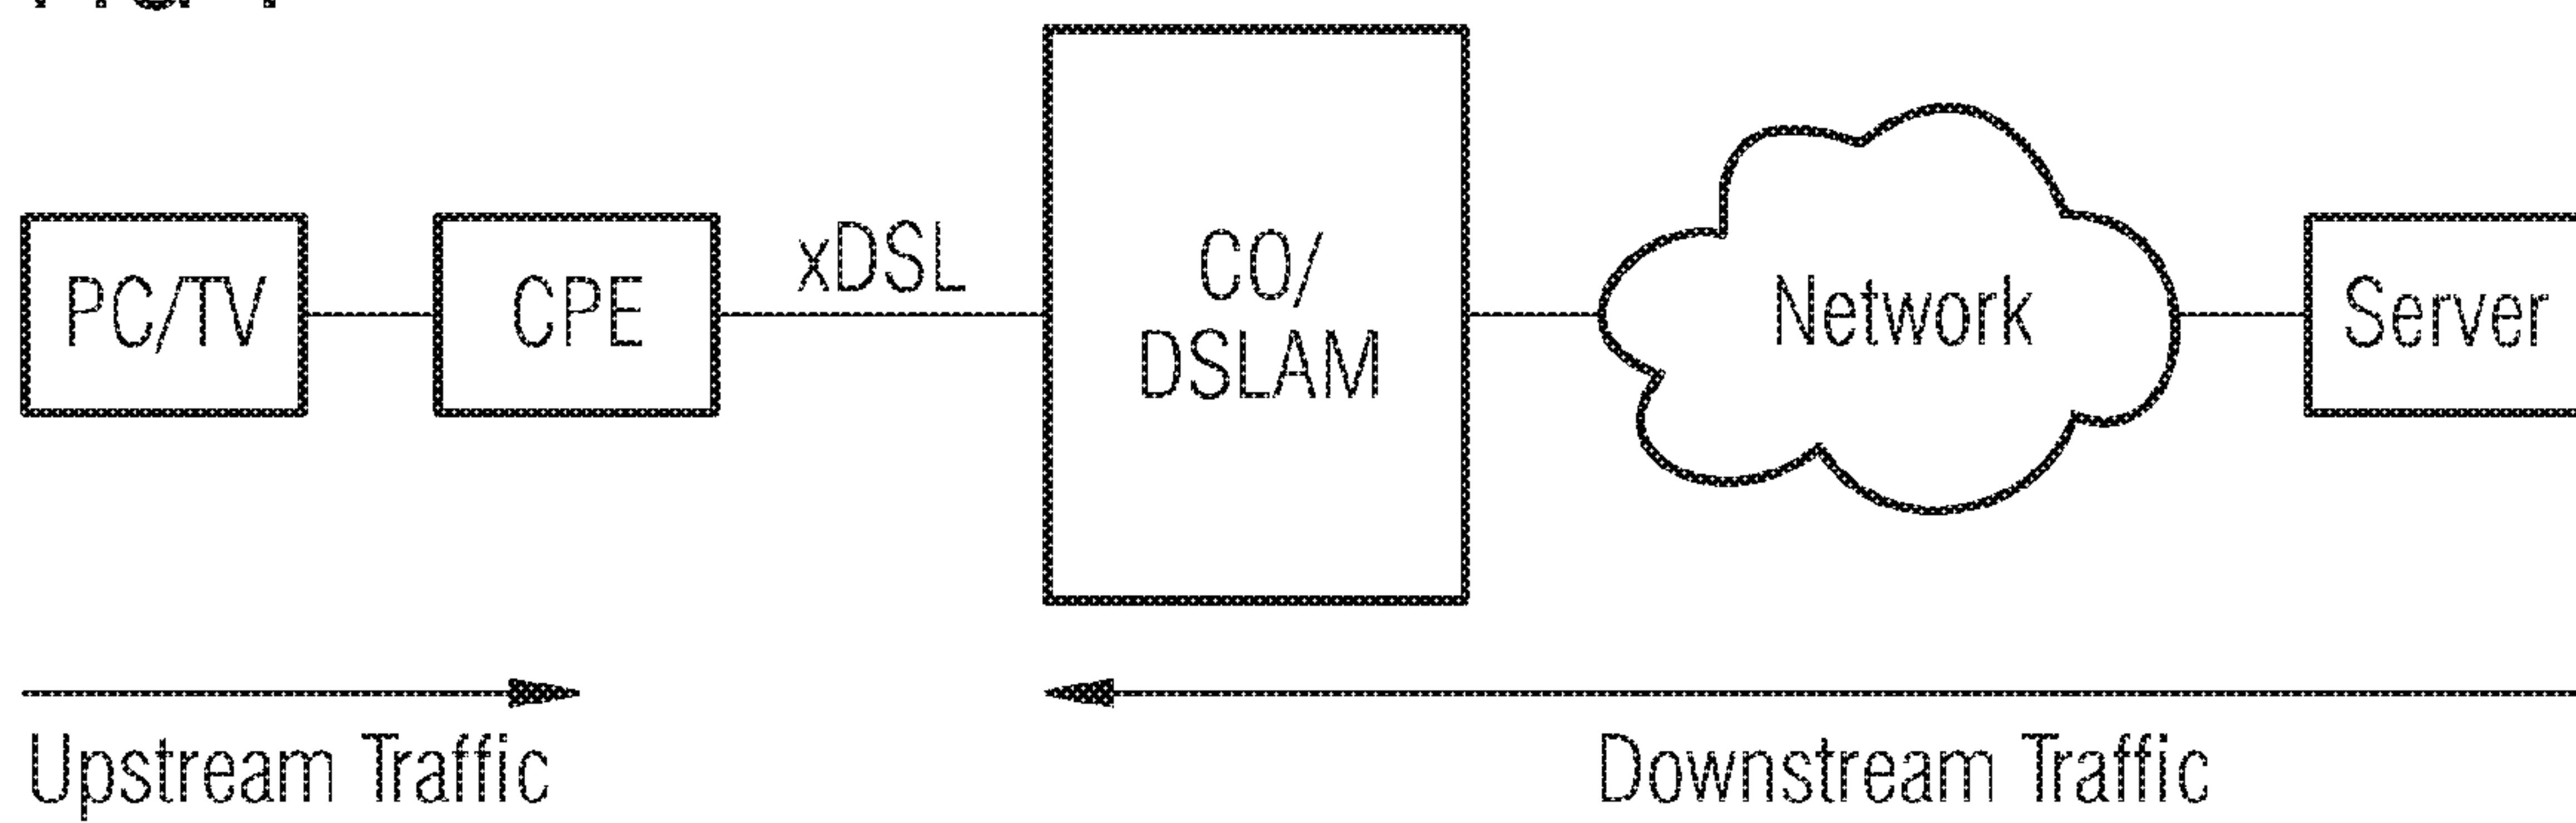 PC/TV
CPE
xDSL
CO/
DSLAM
Network
Server
Upstream Traffic
Downstream Traffic